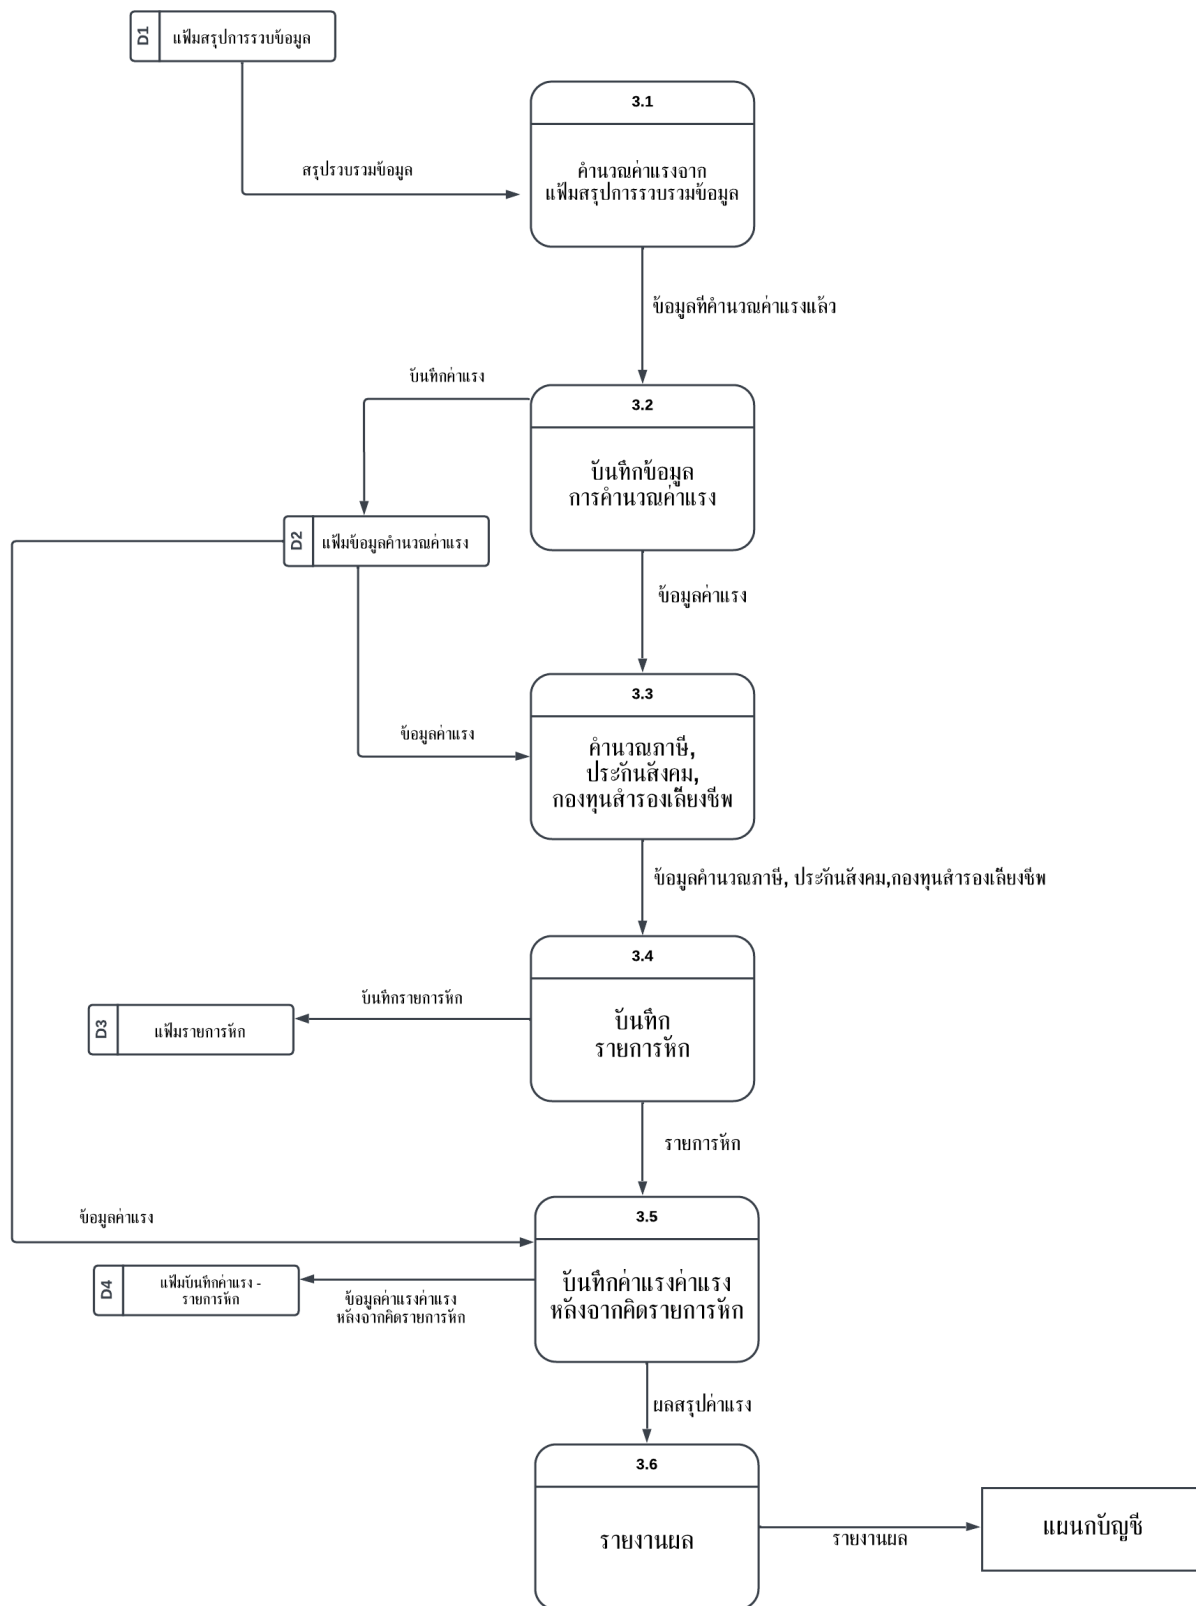 D1
แฟ้มสรุปการรวบข้อมูล
3.1
สรุปรวบรวมข้อมูล
คำนวณค่าแรงจาก
แฟ้มสรุปการรวบรวมข้อมูล
ข้อมูลที่คำนวณค่าแรงแล้ว
บันทึกค่าแรง
3.2
บันทึกข้อมูล
การคำนวณค่าแรง
D2
แฟ้มข้อมูลคำนวณค่าแรง
ข้อมูลค่าแรง
3.3
ข้อมูลค่าแรง
คำนวณภาษี,
ประกันสังคม,
กองทุนสำรองเลี้ยงชีพ
ข้อมูลคำนวณภาษี, ประกันสังคม,กองทุนสำรองเลี้ยงชีพ
3.4
บันทึกรายการหัก
D3
แฟ้มรายการหัก
บันทึก
รายการหัก
รายการหัก
3.5
ข้อมูลค่าแรง
D4
แฟ้มบันทึกค่าแรง -
รายการหัก
ข้อมูลค่าแรงค่าแรง
หลังจากคิดรายการหัก
บันทึกค่าแรงค่าแรง
หลังจากคิดรายการหัก
ผลสรุปค่าแรง
3.6
รายงานผล
รายงานผล
แผนกบัญชี